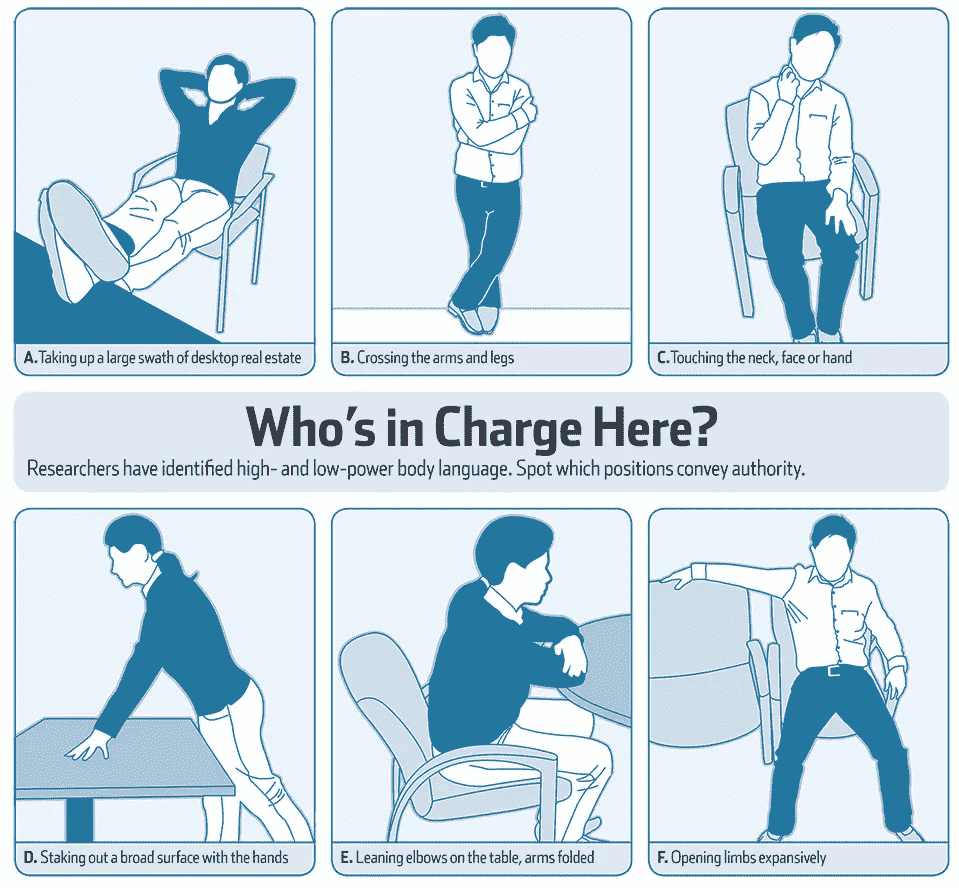 A. Taking up a large swath of desktop real estate
B. Crossing the arms and legs
C. Touching the neck, face or hand
Who's in Charge Here?
Researchers have identified high- and low-power body language. Spot which positions convey authority.
D. Staking out a broad surface with the hands
E. Leaning elbows on the table, arms folded
F. Opening limbs expansively